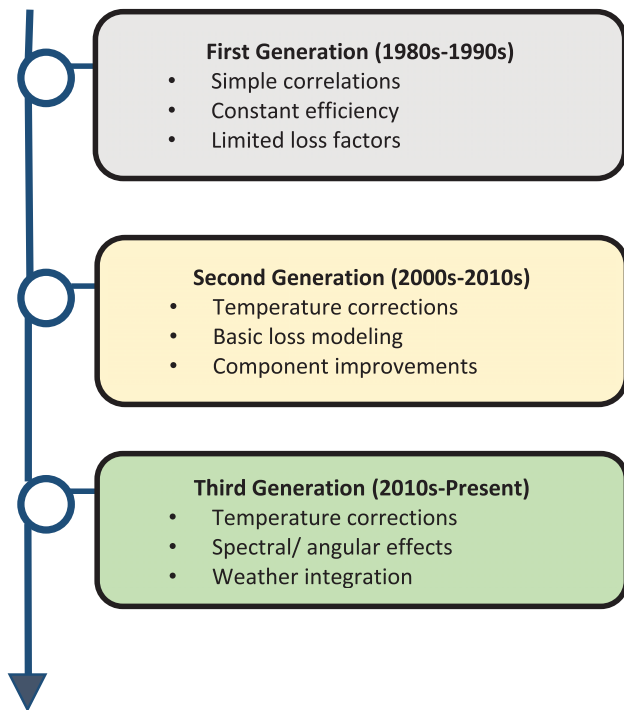 First Generation (1980s-1990s)
• Simple correlations
• Constant efficiency
• Limited loss factors
Second Generation (2000s-2010s)
• Temperature corrections
• Basic loss modeling
• Component improvements
Third Generation (2010s-Present)
• Temperature corrections
• Spectral/ angular effects
• Weather integration